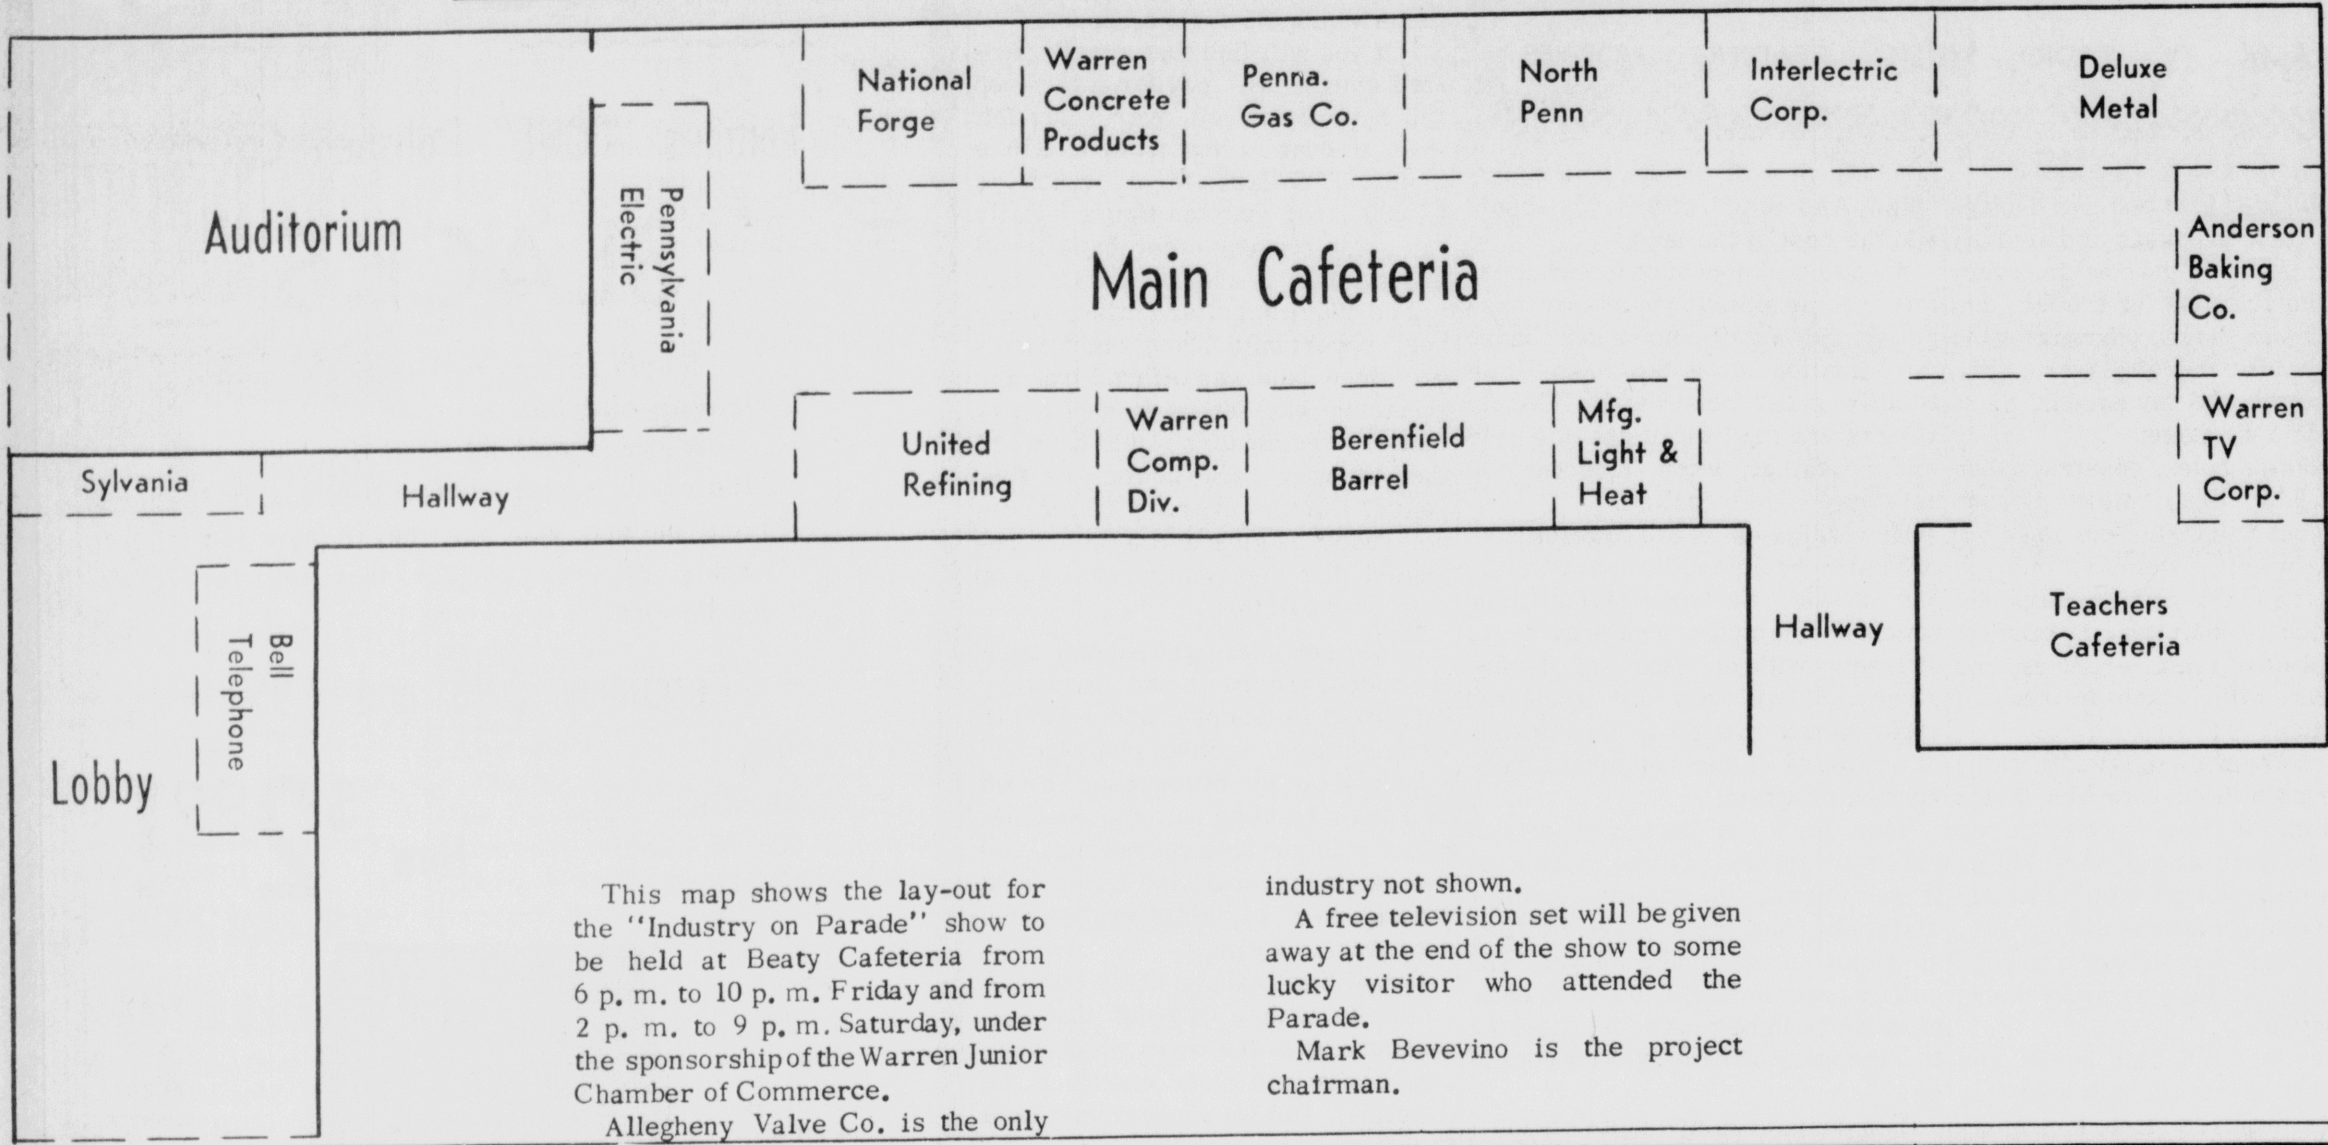 National
Forge
Warren
Concrete
Products
Penna.
Gas Co.
North
Penn
Interlectric
Corp.
Deluxe
Metal
Auditorium
Pennsylvania
Electric
Main Cafeteria
Anderson
Baking
Co.
Sylvania
Hallway
United
Refining
Warren
Comp.
Div.
Berenfield
Barrel
Mfg.
Light &
Heat
Warren
TV
Corp.
Bell
Telephone
Lobby
Hallway
Teachers
Cafeteria
This map shows the lay-out for
the "Industry on Parade" show to
be held at Beaty Cafeteria from
6 p. m. to 10 p. m. Friday and from
2 p. m. to 9 p. m. Saturday, under
the sponsorship of the Warren Junior
Chamber of Commerce.
Allegheny Valve Co. is the only
industry not shown.
A free television set will be given
away at the end of the show to some
lucky visitor who attended the
Parade.
Mark Bevevino is the project
chairman.